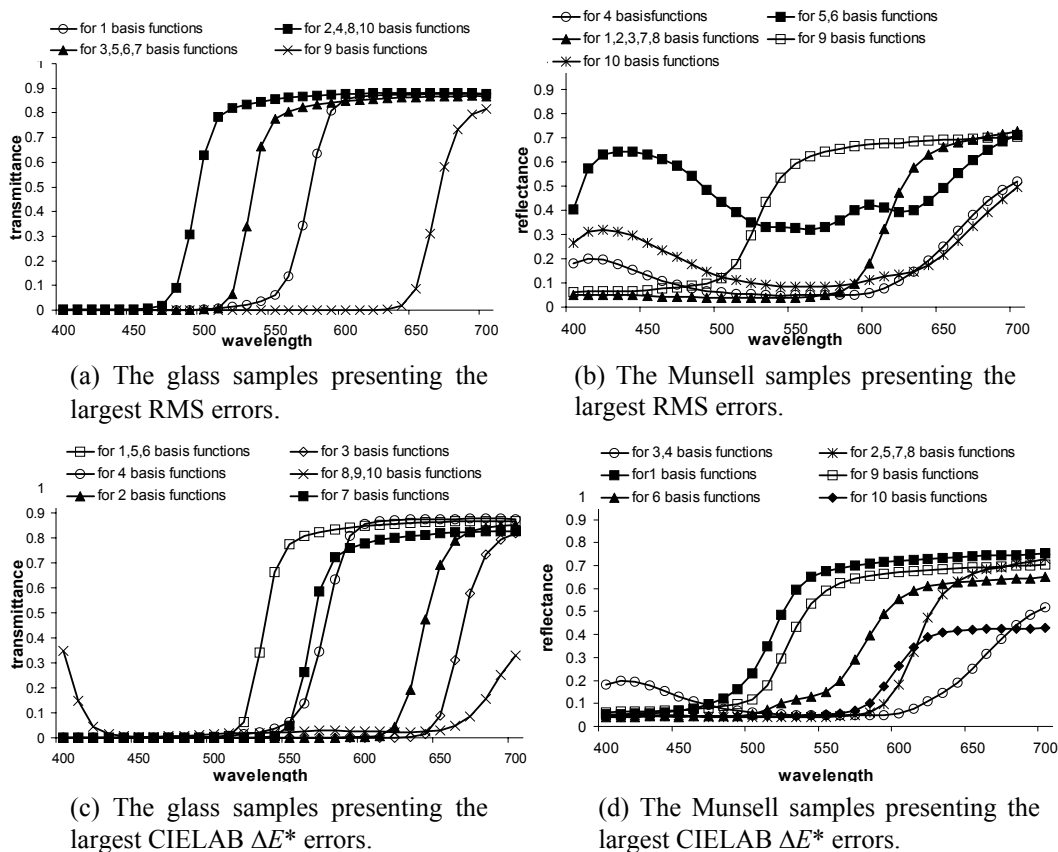 for 1 basis functions
for 2,4,8,10 basis functions
for 3,5,6,7 basis functions
for 9 basis functions
1
0.9
0.8
0.7
0.6
0.5
0.4
0.3
0.2
0.1
0
transmittance
400 450 500 550 600 650 700
wavelength
(a) The glass samples presenting the
largest RMS errors.
for 4 basisfunctions
for 5,6 basis functions
for 1,2,3,7,8 basis functions
for 9 basis functions
for 10 basis functions
0.9
0.8
0.7
0.6
0.5
0.4
0.3
0.2
0.1
0
reflectance
400 450 500 550 600 650 700
wavelength
(b) The Munsell samples presenting the
largest RMS errors.
for 1,5,6 basis functions
for 3 basis functions
for 4 basis functions
for 8,9,10 basis functions
for 2 basis functions
for 7 basis functions
1
0.9
0.8
0.7
0.6
0.5
0.4
0.3
0.2
0.1
0
transmittance
400 450 500 550 600 650 700
wavelength
(c) The glass samples presenting the
largest CIELAB ΔE* errors.
for 3,4 basis functions
for 2,5,7,8 basis functions
for1 basis functions
for 9 basis functions
for 6 basis functions
for 10 basis functions
1
0.9
0.8
0.7
0.6
0.5
0.4
0.3
0.2
0.1
0
reflectance
400 450 500 550 600 650 700
wavelength
(d) The Munsell samples presenting the
largest CIELAB ΔE* errors.